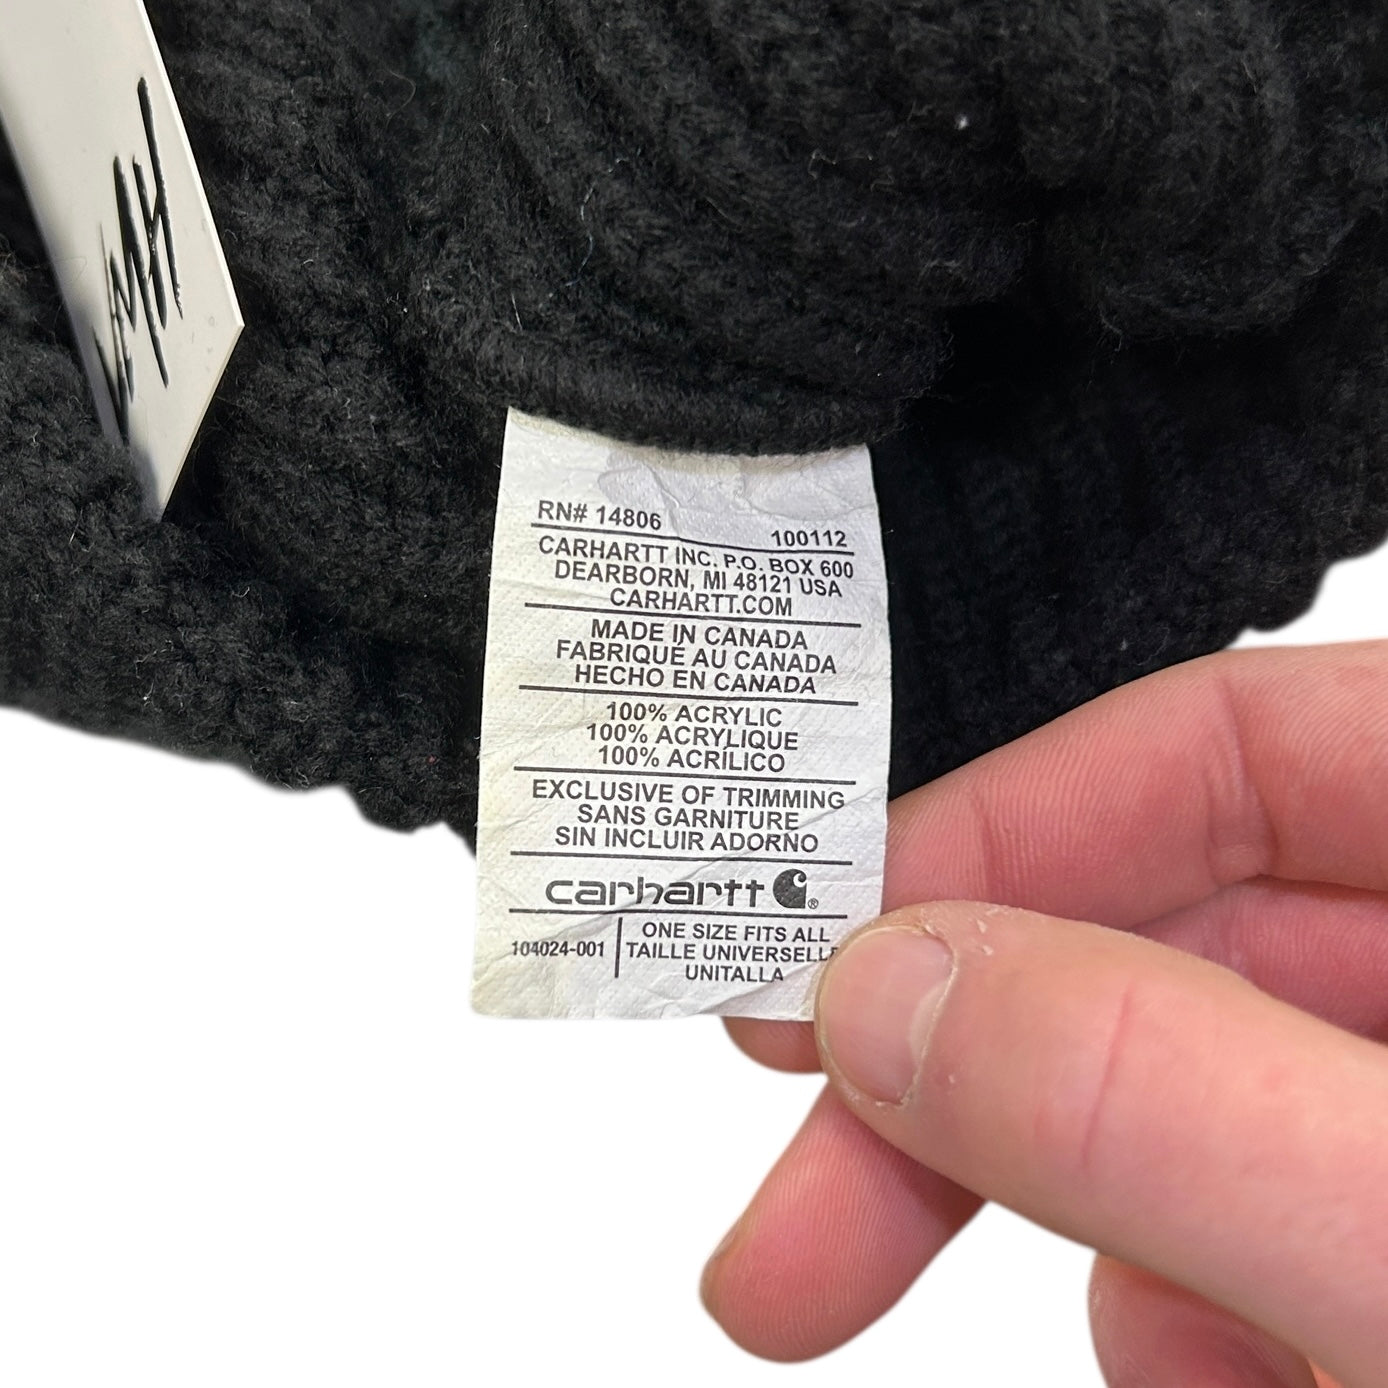 RN# 14806 100112
CARHARTT INC. P.O. BOX 600
DEARBORN, MI 48121 USA
CARHARTT.COM
MADE IN CANADA
FABRIQUE AU CANADA
HECHO EN CANADA
100% ACRYLIC
100% ACRYLIQUE
100% ACRÍLICO
EXCLUSIVE OF TRIMMING
SANS GARNITURE
SIN INCLUIR ADORNO
carhartt ®
104024-001
ONE SIZE FITS ALL
TAILLE UNIVERSELLE
UNITALLA